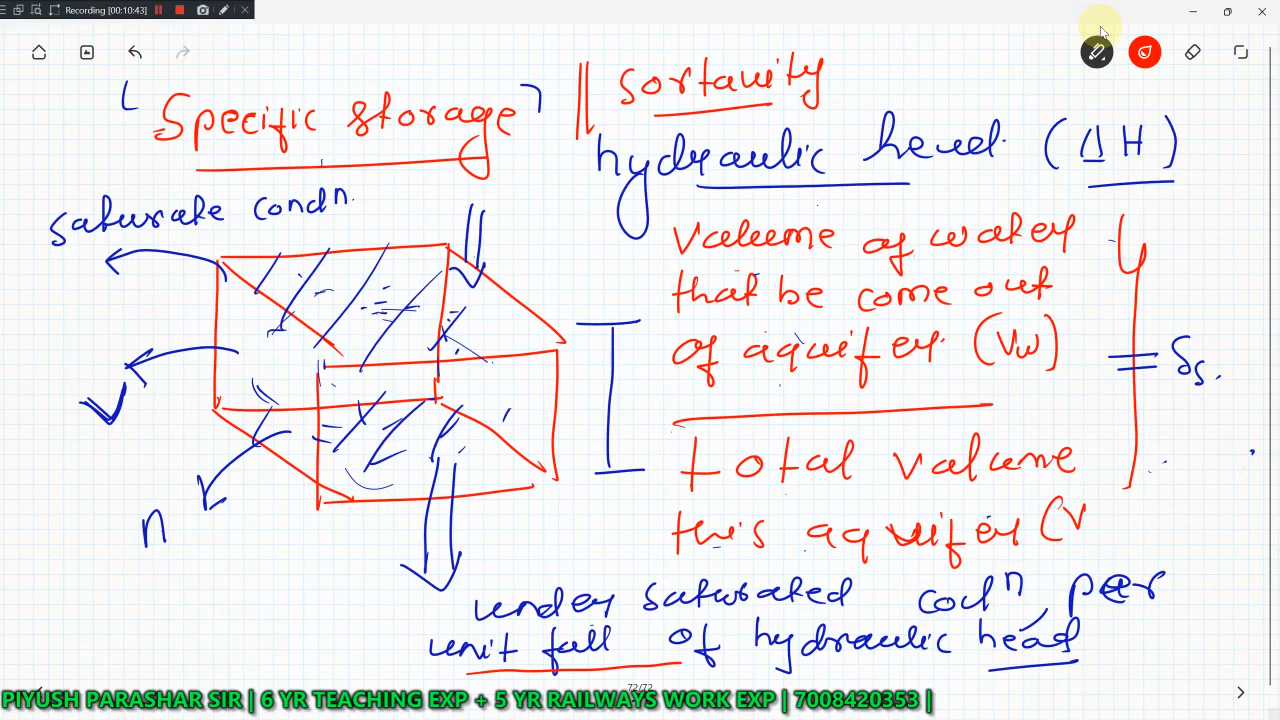 Recording [00:10:43]
[Specific storage]
sortavity
hydraulic head (ΔH)
saturate condn.
Volume of water
that be come out
of aquifer. (Vw)
= Ss.
total volume
this aquifer (V
n
under saturated condn, per
unit fall of hydraulic head
72/72
PIYUSH PARASHAR SIR | 6 YR TEACHING EXP + 5 YR RAILWAYS WORK EXP | 7008420353 |